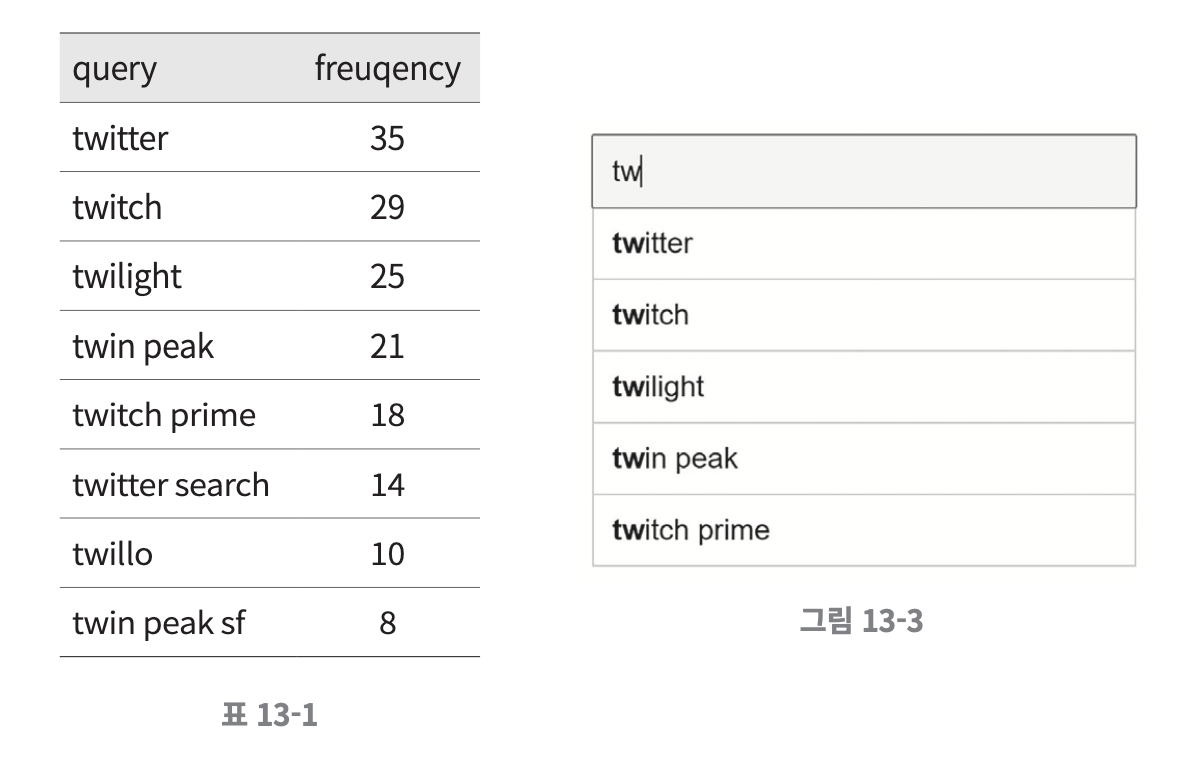 query freuqency
twitter 35
twitch 29
twilight 25
twin peak 21
twitch prime 18
twitter search 14
twillo 10
twin peak sf 8
표 13-1
tw
twitter
twitch
twilight
twin peak
twitch prime
그림 13-3